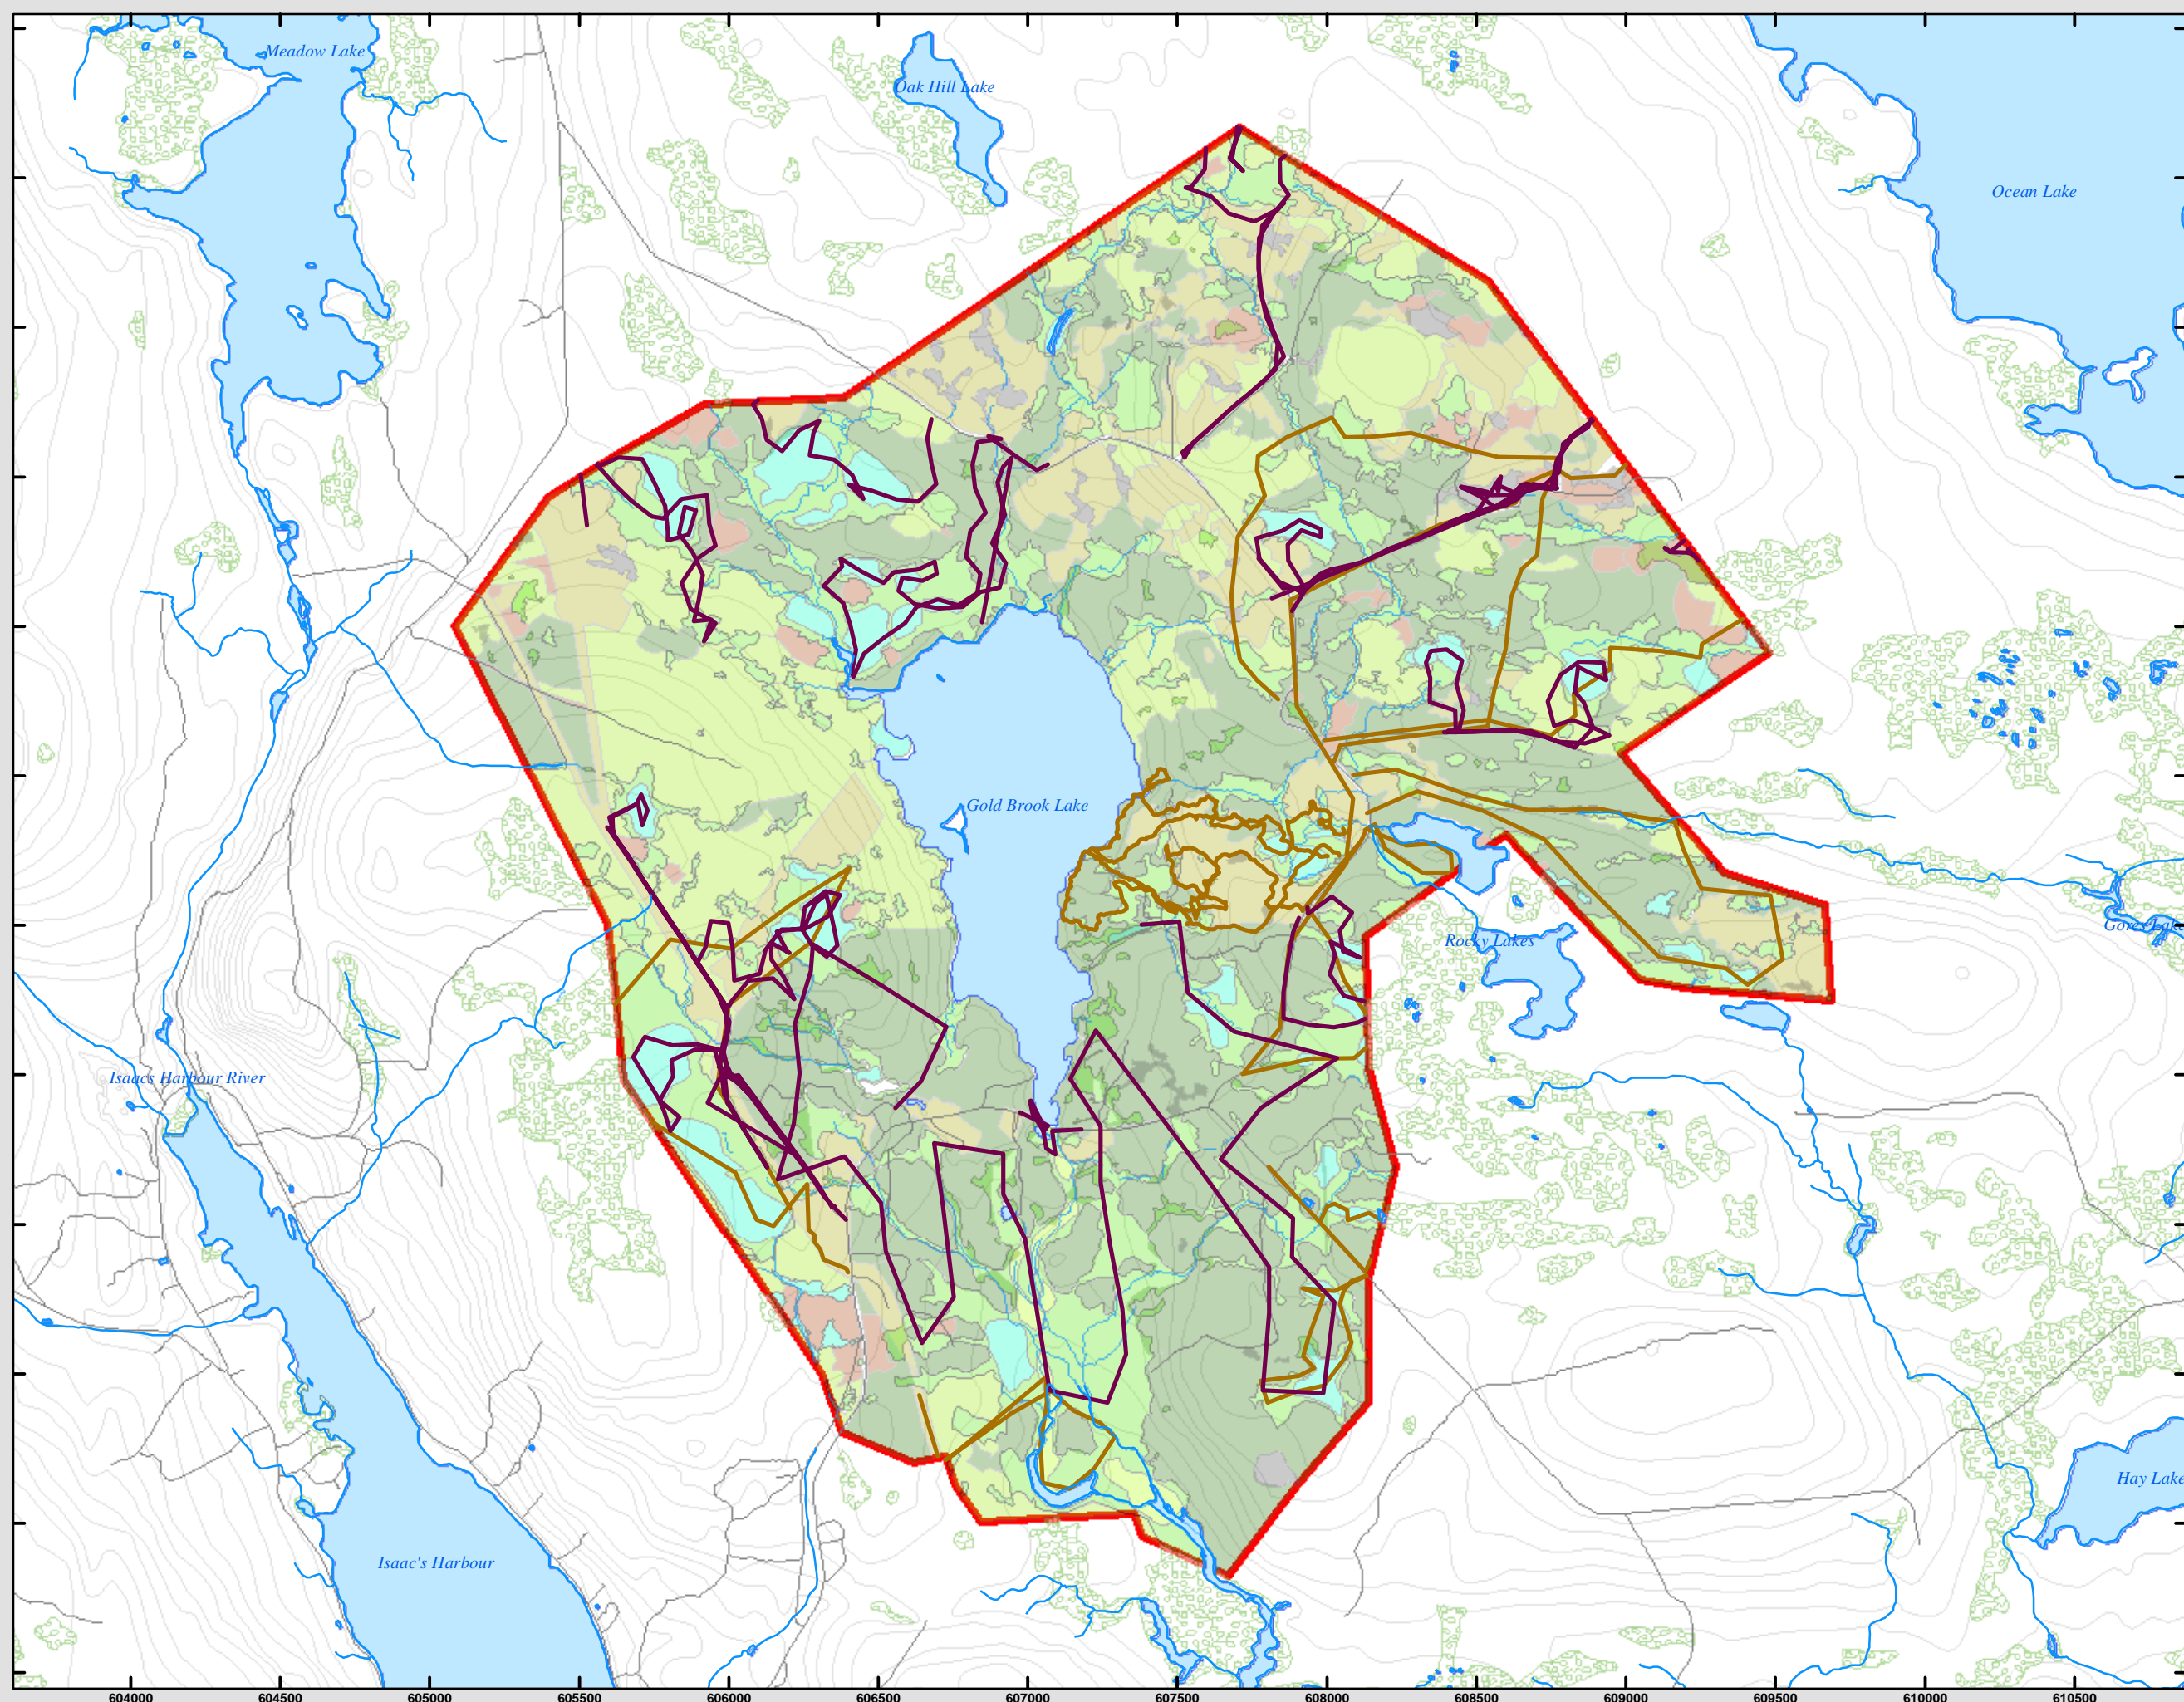 Meadow Lake
Oak Hill Lake
Ocean Lake
Gold Brook Lake
Rocky Lakes
Isaacs Harbour River
Hay Lake
Isaac's Harbour
604000 604500 605000 605500 606000 606500 607000 607500 608000 608500 609000 609500 610000 610500